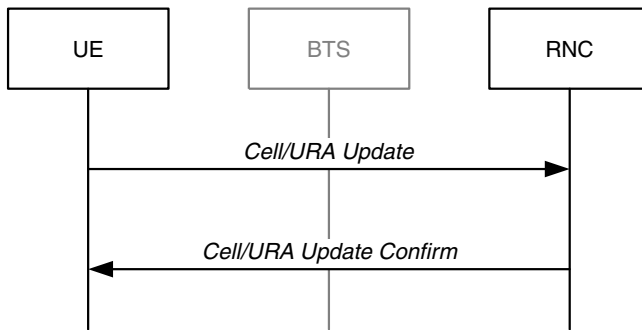 UE
BTS
RNC
Cell/URA Update
Cell/URA Update Confirm